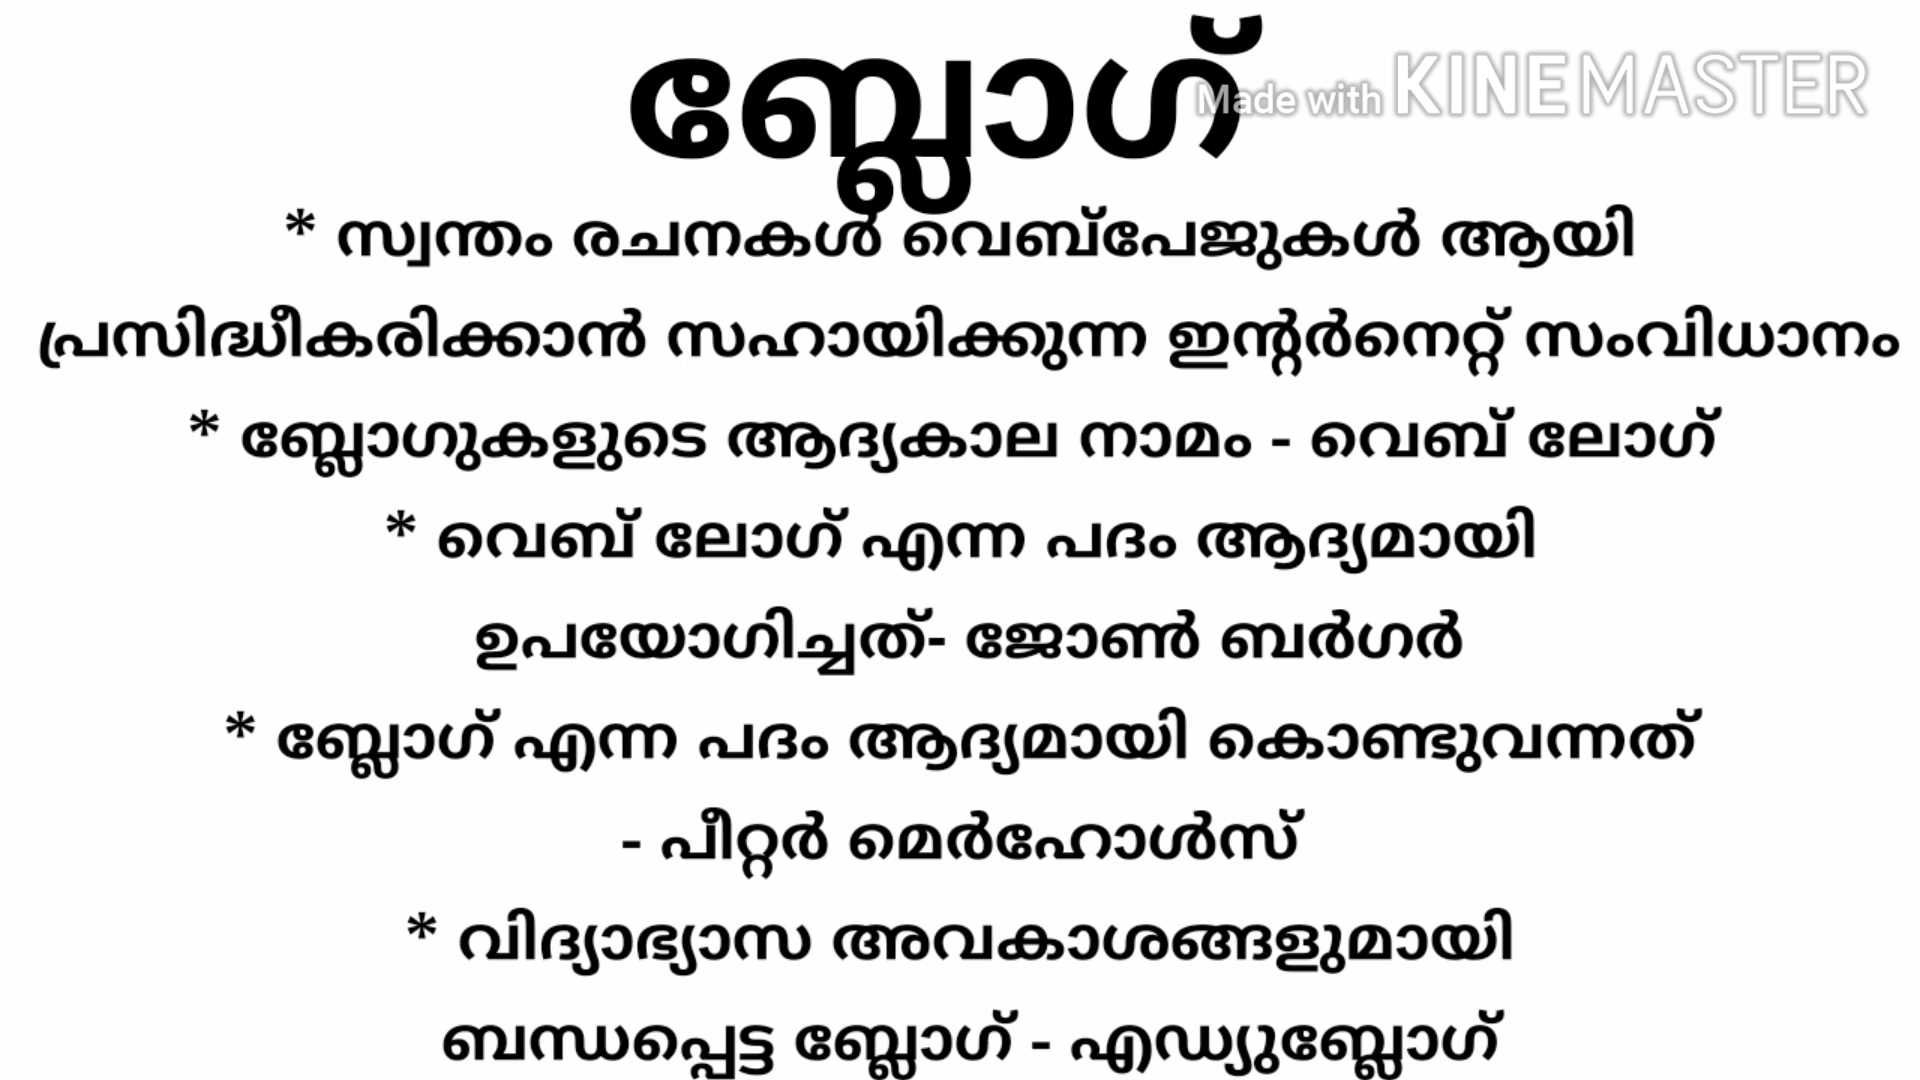 ബ്ലോഗ്
Made with KINEMASTER
* സ്വന്തം രചനകൾ വെബ്പേജുകൾ ആയി
പ്രസിദ്ധീകരിക്കാൻ സഹായിക്കുന്ന ഇന്റർനെറ്റ് സംവിധാനം
* ബ്ലോഗുകളുടെ ആദ്യകാല നാമം - വെബ് ലോഗ്
* വെബ് ലോഗ് എന്ന പദം ആദ്യമായി
ഉപയോഗിച്ചത്- ജോൺ ബർഗർ
* ബ്ലോഗ് എന്ന പദം ആദ്യമായി കൊണ്ടുവന്നത്
- പീറ്റർ മെർഹോൾസ്
* വിദ്യാഭ്യാസ അവകാശങ്ങളുമായി
ബന്ധപ്പെട്ട ബ്ലോഗ് - എഡ്യുബ്ലോഗ്